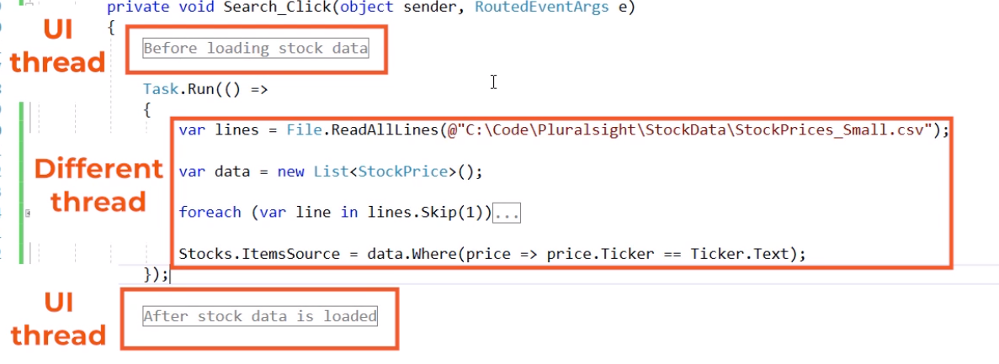 private void Search_Click(object sender, RoutedEventArgs e)
{
UI thread
Before loading stock data
Task.Run(() =>
{
Different thread
var lines = File.ReadAllLines(@"C:\Code\Pluralsight\StockData\StockPrices_Small.csv");
var data = new List<StockPrice>();
foreach (var line in lines.Skip(1))...
Stocks.ItemsSource = data.Where(price => price.Ticker == Ticker.Text);
});
UI thread
After stock data is loaded